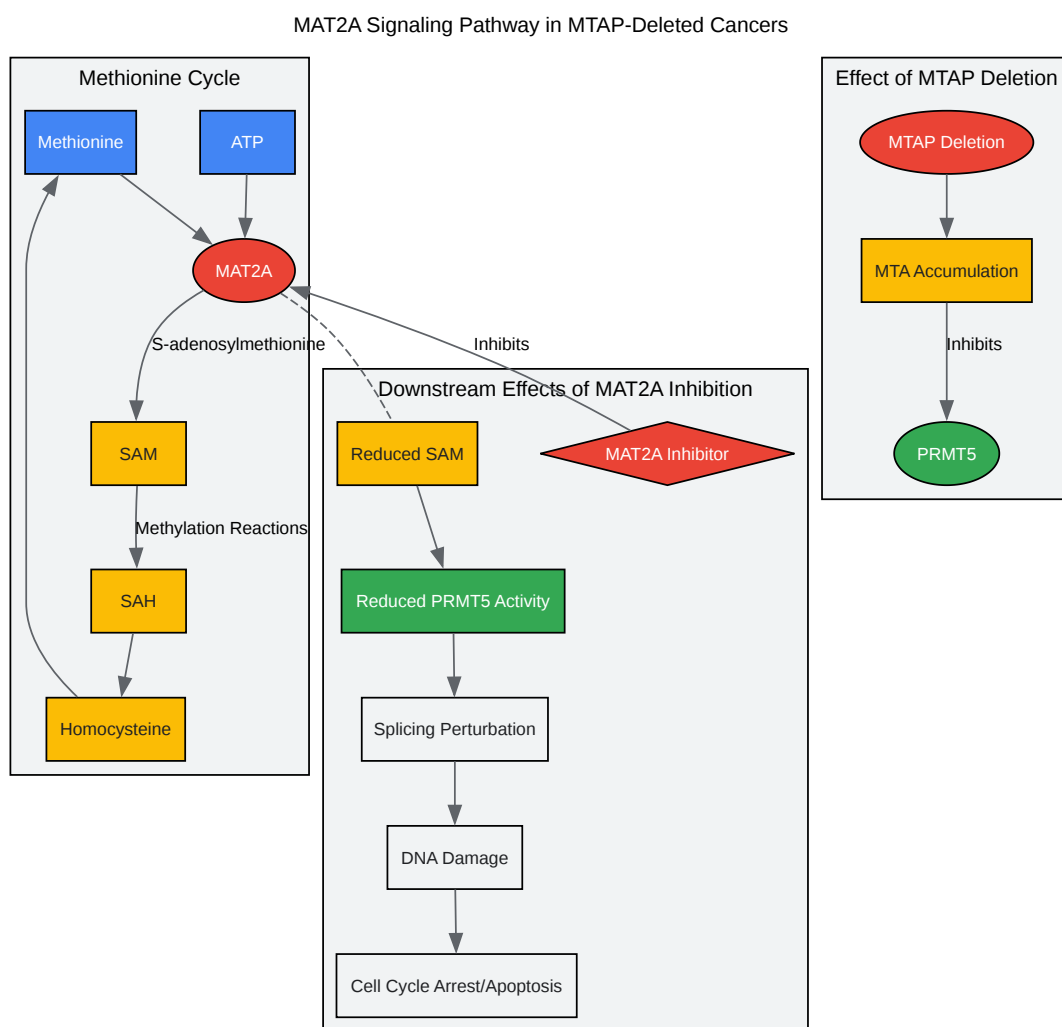 MAT2A Signaling Pathway in MTAP-Deleted Cancers
Methionine Cycle
Methionine
ATP
MAT2A
S-adenosylmethionine
SAM
Methylation Reactions
SAH
Homocysteine
Inhibits
Downstream Effects of MAT2A Inhibition
Reduced SAM
MAT2A Inhibitor
Reduced PRMT5 Activity
Splicing Perturbation
DNA Damage
Cell Cycle Arrest/Apoptosis
Effect of MTAP Deletion
MTAP Deletion
MTA Accumulation
Inhibits
PRMT5